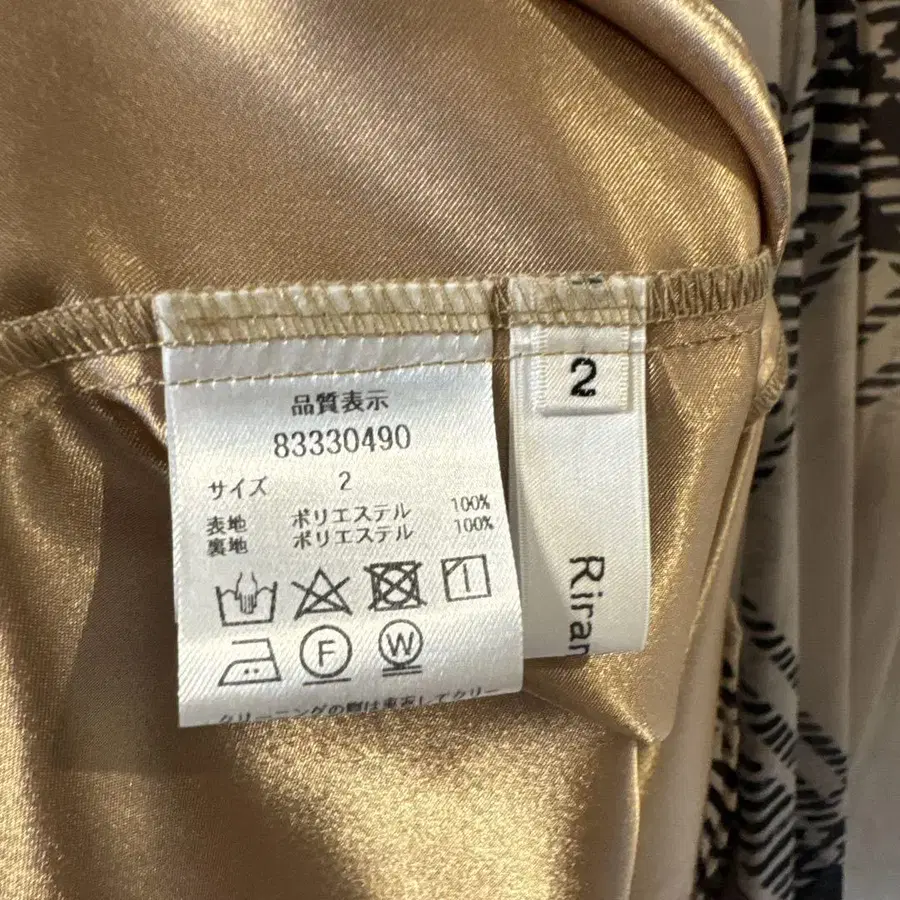 品質表示
83330490
サイズ 2
表地 ポリエステル 100%
裏地 ポリエステル 100%
F W
2